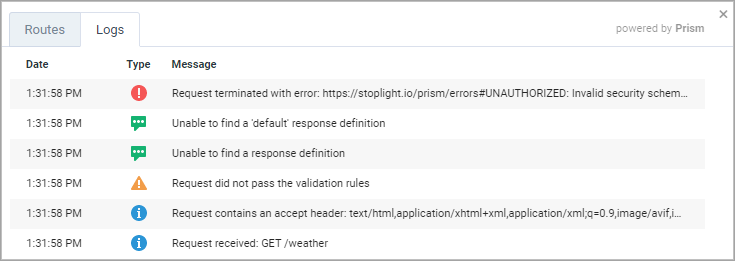 Routes Logs powered by Prism
Date Type Message
1:31:58 PM Request terminated with error: https://stoplight.io/prism/errors#UNAUTHORIZED: Invalid security schem…
1:31:58 PM Unable to find a 'default' response definition
1:31:58 PM Unable to find a response definition
1:31:58 PM Request did not pass the validation rules
1:31:58 PM Request contains an accept header: text/html,application/xhtml+xml,application/xml;q=0.9,image/avif,i…
1:31:58 PM Request received: GET /weather